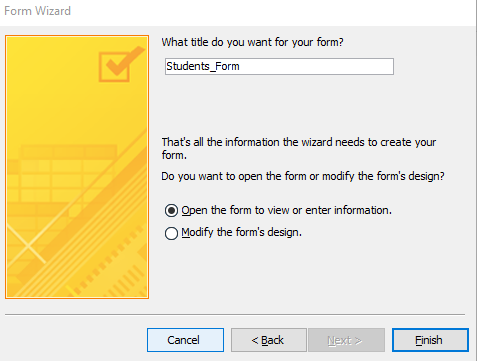 Form Wizard
What title do you want for your form?
Students_Form
That's all the information the wizard needs to create your
form.
Do you want to open the form or modify the form's design?
Open the form to view or enter information.
Modify the form's design.
Cancel
< Back
Next >
Finish